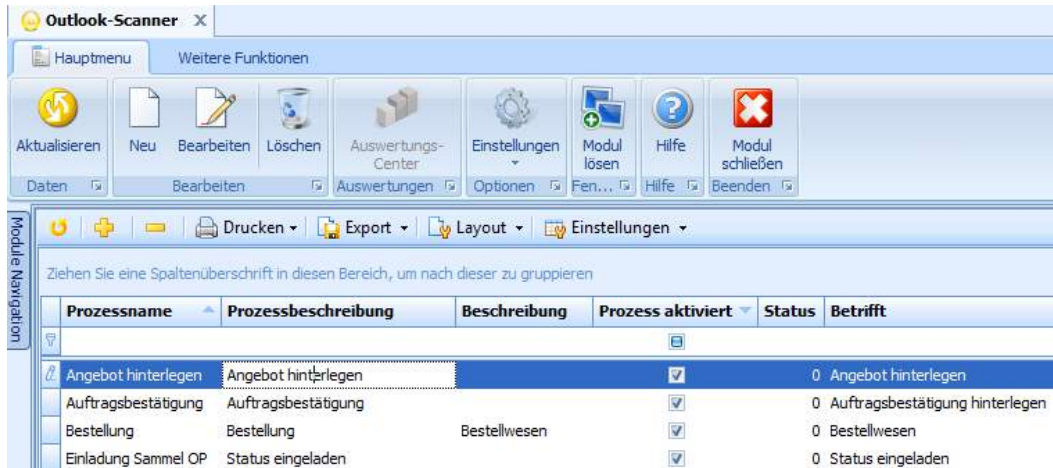 Outlook-Scanner X
Hauptmenu Weitere Funktionen
Aktualisieren Neu Bearbeiten Löschen Auswertungs-Center Einstellungen Modul lösen Hilfe Modul schließen
Daten Bearbeiten Auswertungen Optionen Fen... Hilfe Beenden
Module Navigation
Drucken Export Layout Einstellungen
Ziehen Sie eine Spaltenüberschrift in diesen Bereich, um nach dieser zu gruppieren
Prozessname Prozessbeschreibung Beschreibung Prozess aktiviert Status Betrifft
Angebot hinterlegen Angebot hinterlegen 0 Angebot hinterlegen
Auftragsbestätigung Auftragsbestätigung 0 Auftragsbestätigung hinterlegen
Bestellung Bestellung Bestellwesen 0 Bestellwesen
Einladung Sammel OP Status eingeladen 0 Status eingeladen